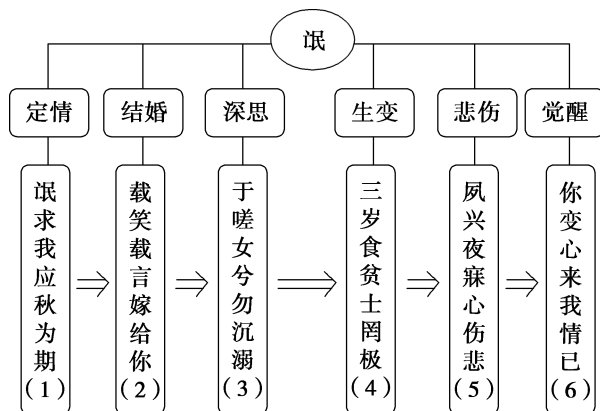 氓
定情
结婚
深思
生变
悲伤
觉醒
氓求我应秋为期(1)
载笑载言嫁给你(2)
于嗟女兮勿沉溺(3)
三岁食贫士罔极(4)
夙兴夜寐心伤悲(5)
你变心来我情已(6)